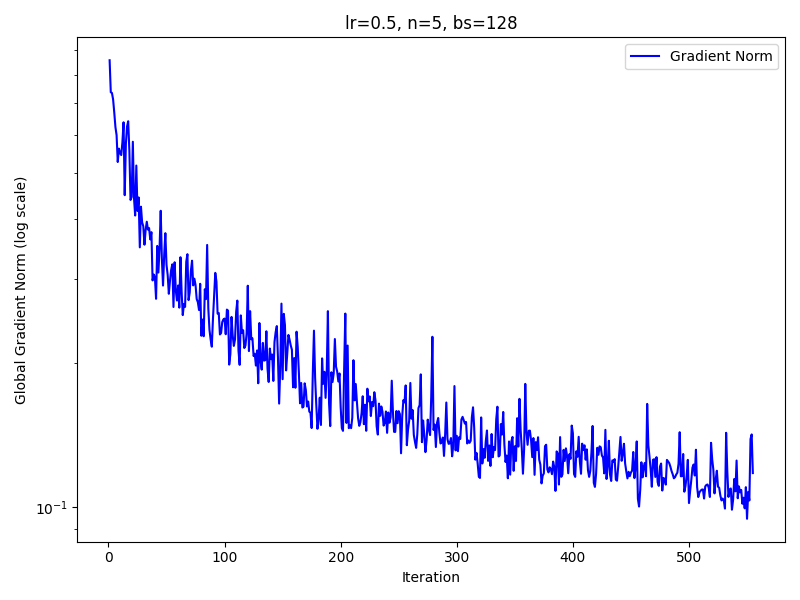 lr=0.5, n=5, bs=128
Gradient Norm
Global Gradient Norm (log scale)
10⁻¹
0 100 200 300 400 500
Iteration